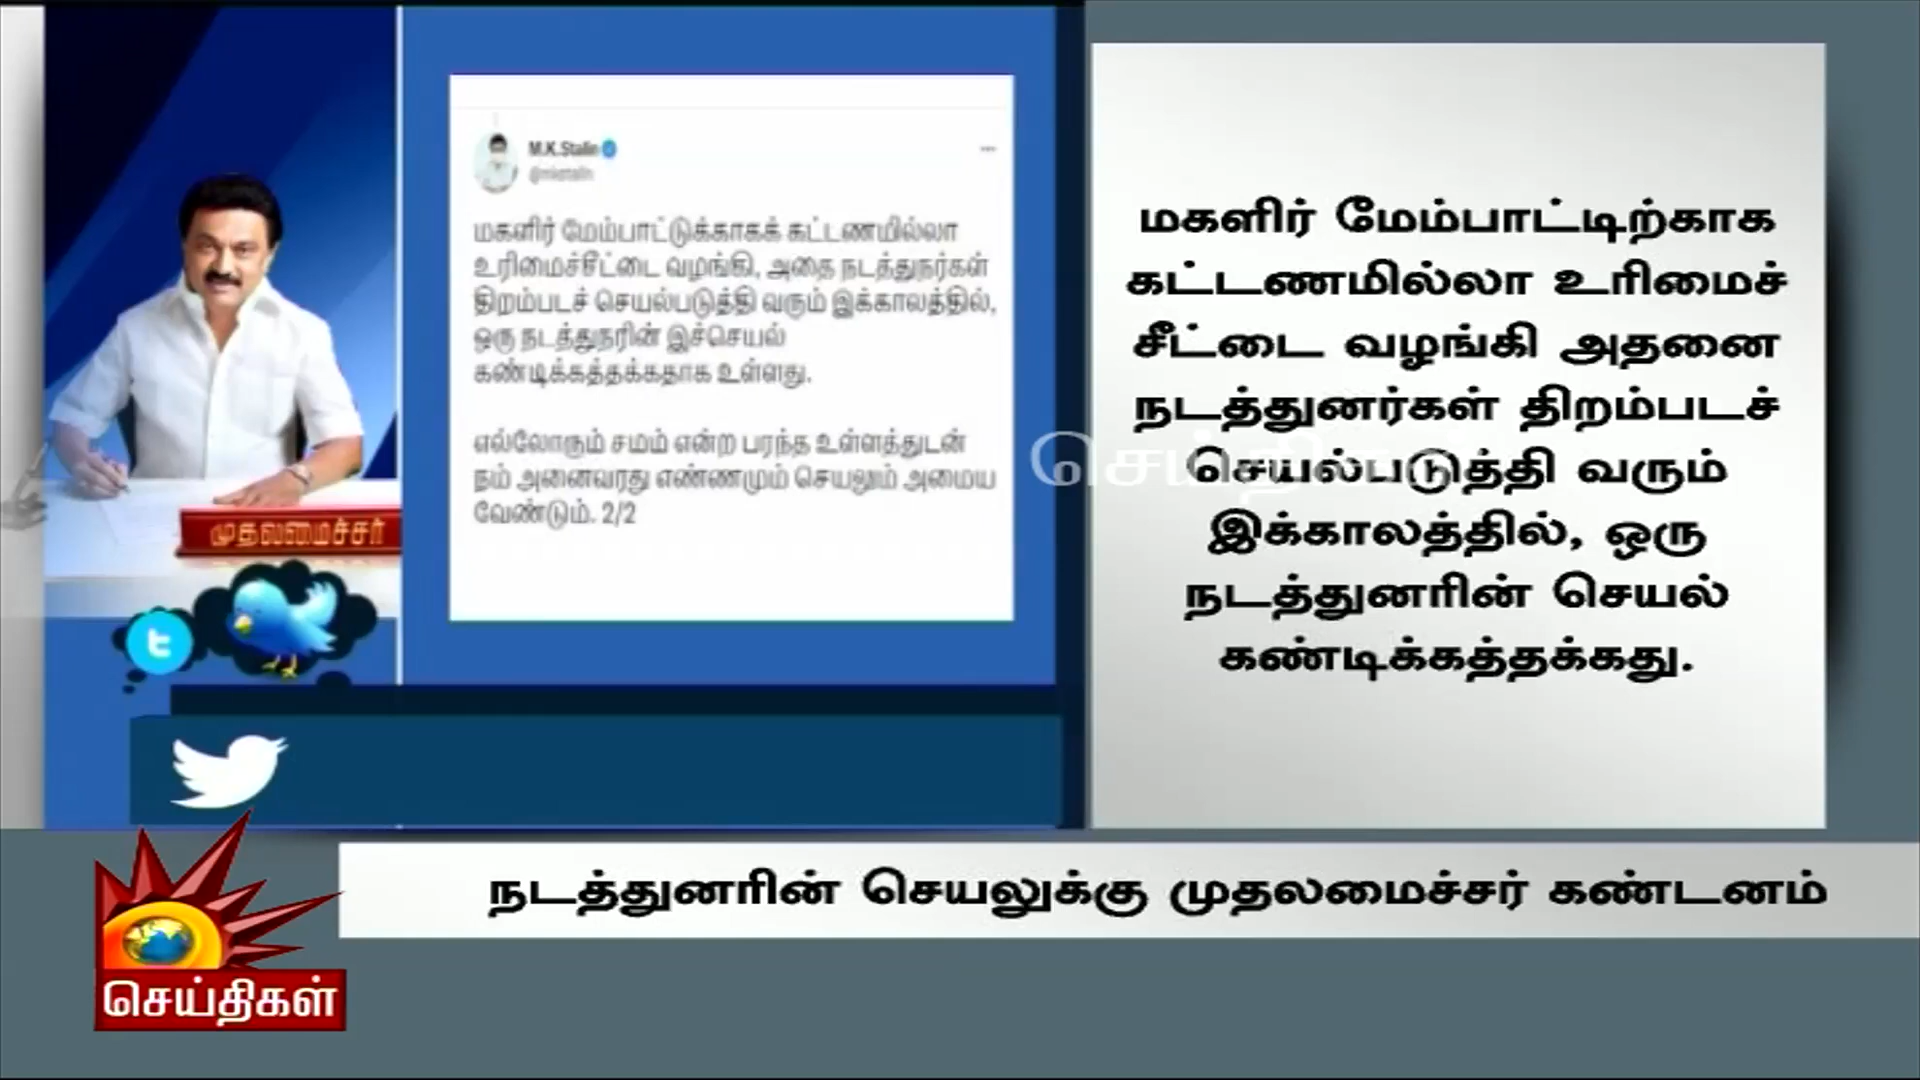 M.K.Stalin
@mkstalin
மகளிர் மேம்பாட்டுக்காகக் கட்டணமில்லா
உரிமைச்சீட்டை வழங்கி, அதை நடத்துநர்கள்
திறம்படச் செயல்படுத்தி வரும் இக்காலத்தில்,
ஒரு நடத்துநரின் இச்செயல்
கண்டிக்கத்தக்கதாக உள்ளது.
எல்லோரும் சமம் என்ற பரந்த உள்ளத்துடன்
நம் அனைவரது எண்ணமும் செயலும் அமைய
வேண்டும். 2/2
முதலமைச்சர்
மகளிர் மேம்பாட்டிற்காக
கட்டணமில்லா உரிமைச்
சீட்டை வழங்கி அதனை
நடத்துனர்கள் திறம்படச்
செயல்படுத்தி வரும்
இக்காலத்தில், ஒரு
நடத்துனரின் செயல்
கண்டிக்கத்தக்கது.
நடத்துனரின் செயலுக்கு முதலமைச்சர் கண்டனம்
செய்திகள்